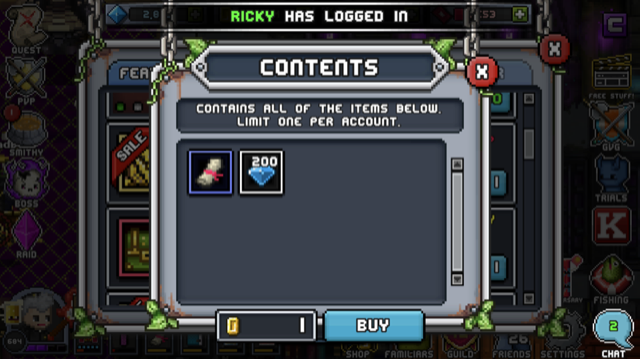 RICKY HAS LOGGED IN
QUEST
PVP
SMITHY
BOSS
RAID
SALE
CONTENTS
CONTAINS ALL OF THE ITEMS BELOW.
LIMIT ONE PER ACCOUNT.
200
1
BUY
FREE STUFF!
GVG
TRIALS
K
FISHING
2
CHAT
SHOP
FAMILIARS
GUILD
26
FRIENDS
SETTINGS